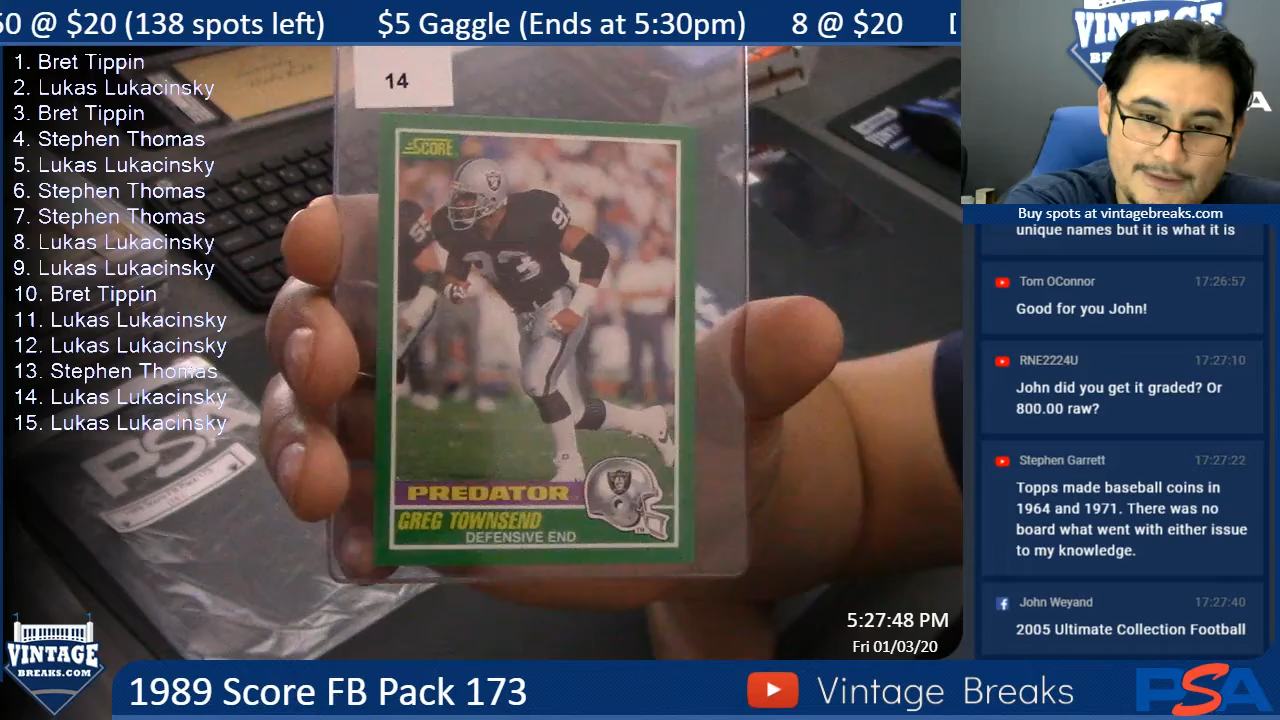 50 @ $20 (138 spots left)
$5 Gaggle (Ends at 5:30pm)
8 @ $20
1. Bret Tippin
2. Lukas Lukacinsky
3. Bret Tippin
4. Stephen Thomas
5. Lukas Lukacinsky
6. Stephen Thomas
7. Stephen Thomas
8. Lukas Lukacinsky
9. Lukas Lukacinsky
10. Bret Tippin
11. Lukas Lukacinsky
12. Lukas Lukacinsky
13. Stephen Thomas
14. Lukas Lukacinsky
15. Lukas Lukacinsky
14
SCORE
93
PREDATOR
GREG TOWNSEND
DEFENSIVE END
TM
PSA
VINTAGE
Buy spots at vintagebreaks.com
unique names but it is what it is
Tom OConnor 17:26:57
Good for you John!
RNE2224U 17:27:10
John did you get it graded? Or
800.00 raw?
Stephen Garrett 17:27:22
Topps made baseball coins in
1964 and 1971. There was no
board what went with either issue
to my knowledge.
John Weyand 17:27:40
2005 Ultimate Collection Football
5:27:48 PM
Fri 01/03/20
VINTAGE
BREAKS.COM
1989 Score FB Pack 173
Vintage Breaks
PSA